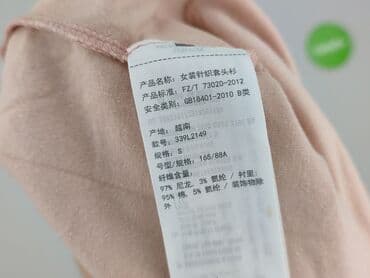 产品名称: 女装针织套头衫
产品标准: FZ/T 73020-2012
安全类别: GB18401-2010 B类
产地: 越南
款号: 339L2149
规格: S
号型/规格: 165/88A
纤维含量:
97% 尼龙, 3% 氨纶 / 衬里:
95% 棉, 5% 氨纶 / 装饰物除
外